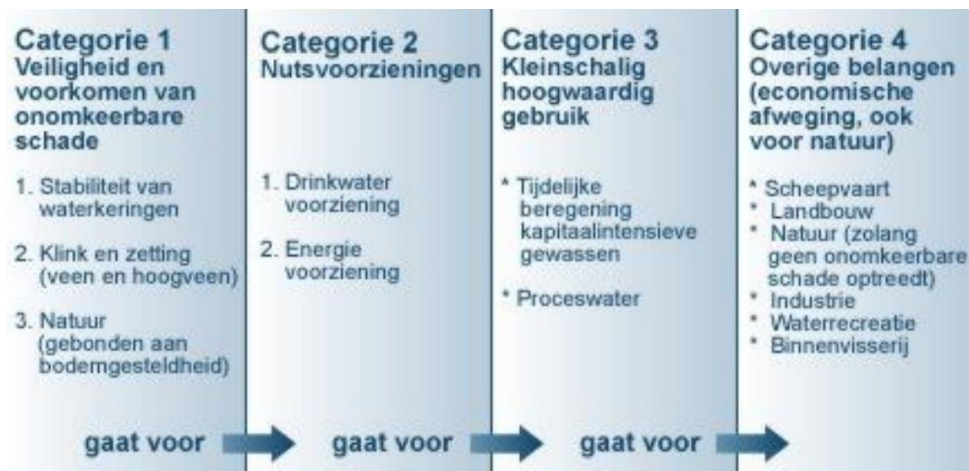 Categorie 1
Veiligheid en
voorkomen van
onomkeerbare
schade
1. Stabiliteit van
waterkeringen
2. Klink en zetting
(veen en hoogveen)
3. Natuur
(gebonden aan
bodemgesteldheid)
gaat voor
Categorie 2
Nutsvoorzieningen
1. Drinkwater
voorziening
2. Energie
voorziening
gaat voor
Categorie 3
Kleinschalig
hoogwaardig
gebruik
* Tijdelijke
beregening
kapitaalintensieve
gewassen
* Proceswater
gaat voor
Categorie 4
Overige belangen
(economische
afweging, ook
voor natuur)
* Scheepvaart
* Landbouw
* Natuur (zolang
geen onomkeerbare
schade optreedt)
* Industrie
* Waterrecreatie
* Binnenvisserij